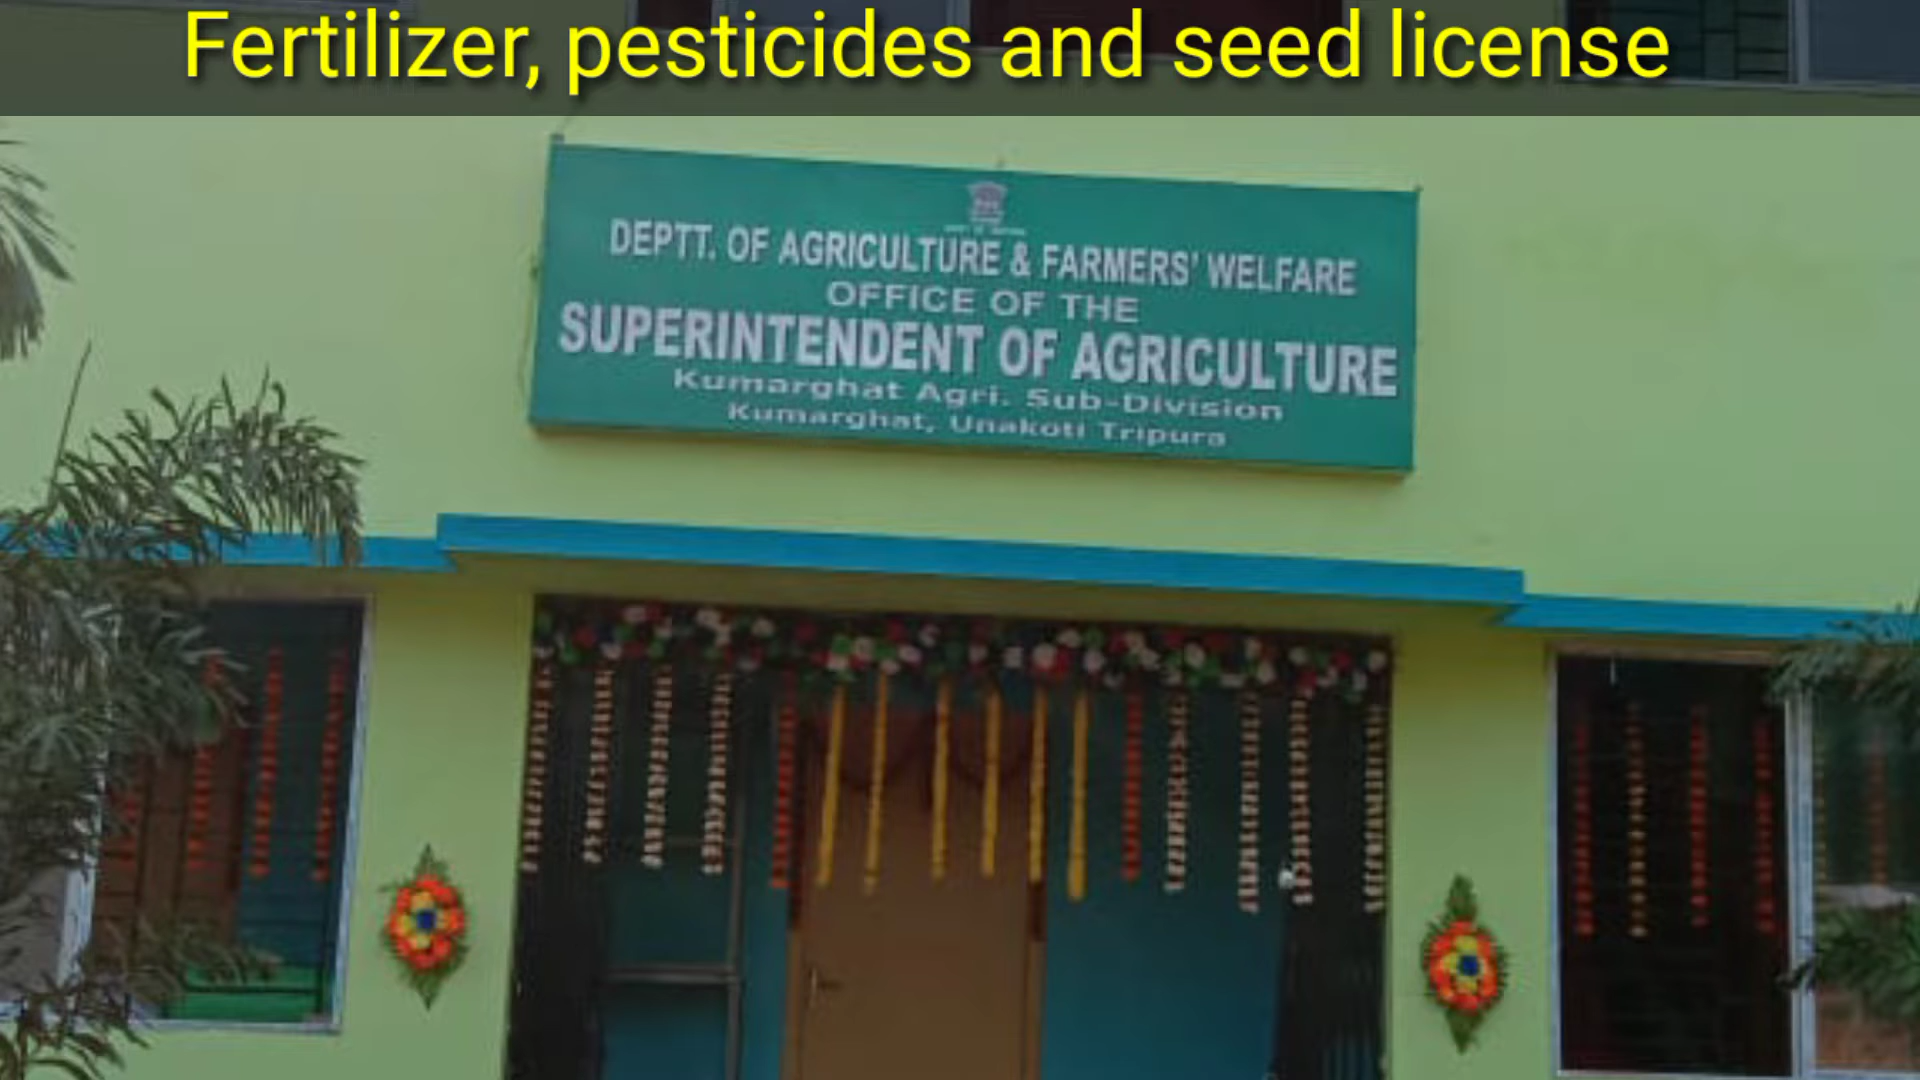 Fertilizer, pesticides and seed license
DEPTT. OF AGRICULTURE & FARMERS' WELFARE
OFFICE OF THE
SUPERINTENDENT OF AGRICULTURE
Kumarghat Agri. Sub-Division
Kumarghat, Unakoti Tripura